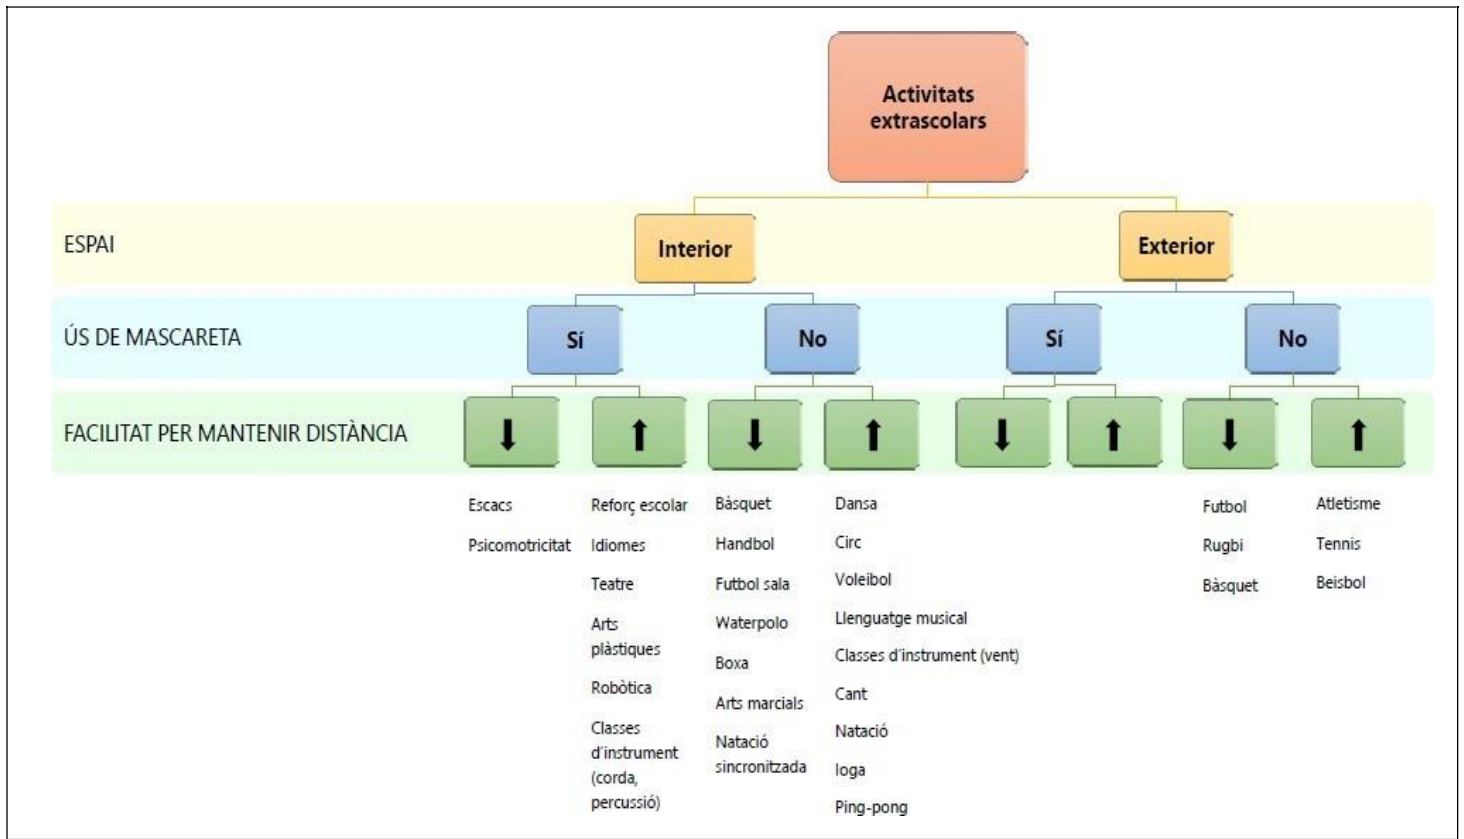 Activitats
extrascolars
ESPAI
Interior
Exterior
ÚS DE MASCARETA
Sí
No
Sí
No
FACILITAT PER MANTENIR DISTÀNCIA
Escacs
Psicomotricitat
Reforç escolar
Idiomes
Teatre
Arts
plàstiques
Robòtica
Classes
d'instrument
(corda,
percussió)
Bàsquet
Handbol
Futbol sala
Waterpolo
Boxa
Arts marcials
Natació
sincronitzada
Dansa
Circ
Voleibol
Llenguatge musical
Classes d'instrument (vent)
Cant
Natació
Ioga
Ping-pong
Futbol
Rugbi
Bàsquet
Atletisme
Tennis
Beisbol